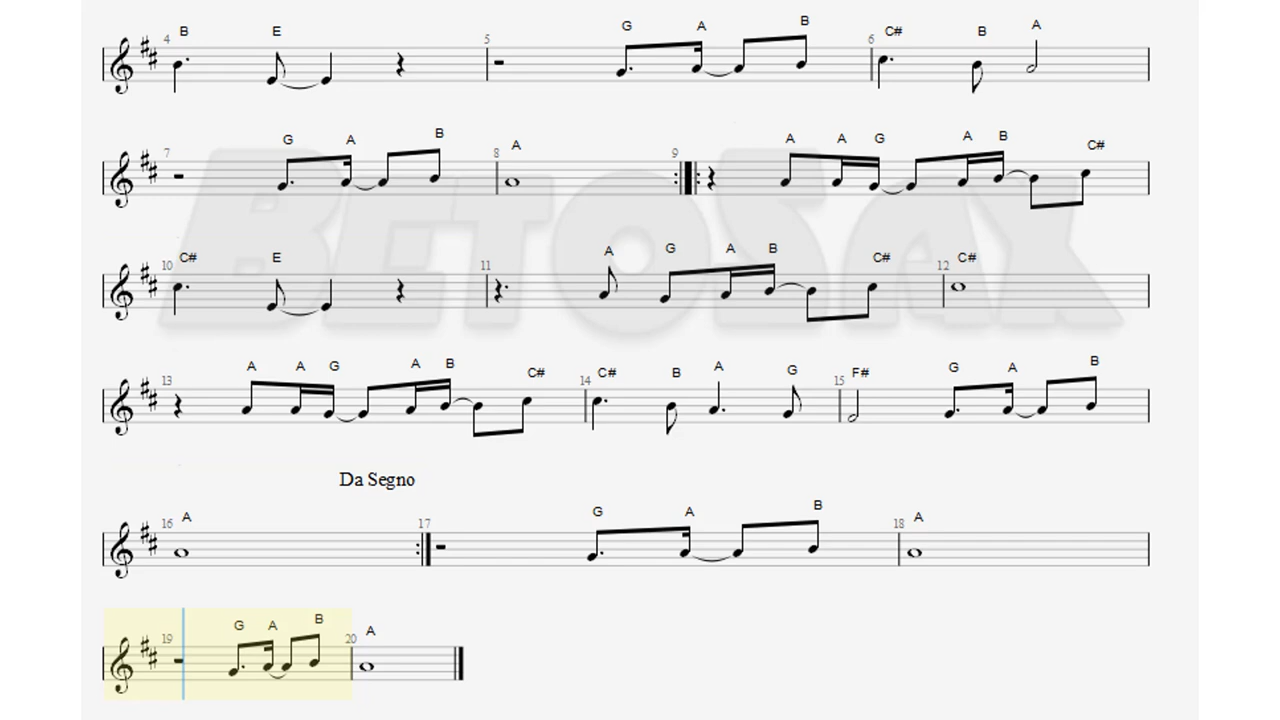 4 B E 5 G A B 6 C# B A
7 G A B 8 A 9 A A G A B C#
BETOSAX
10 C# E 11 A G A B C# 12 C#
13 A A G A B C# 14 C# B A G 15 F# G A B
Da Segno
16 A 17 G A B 18 A
19 G A B 20 A